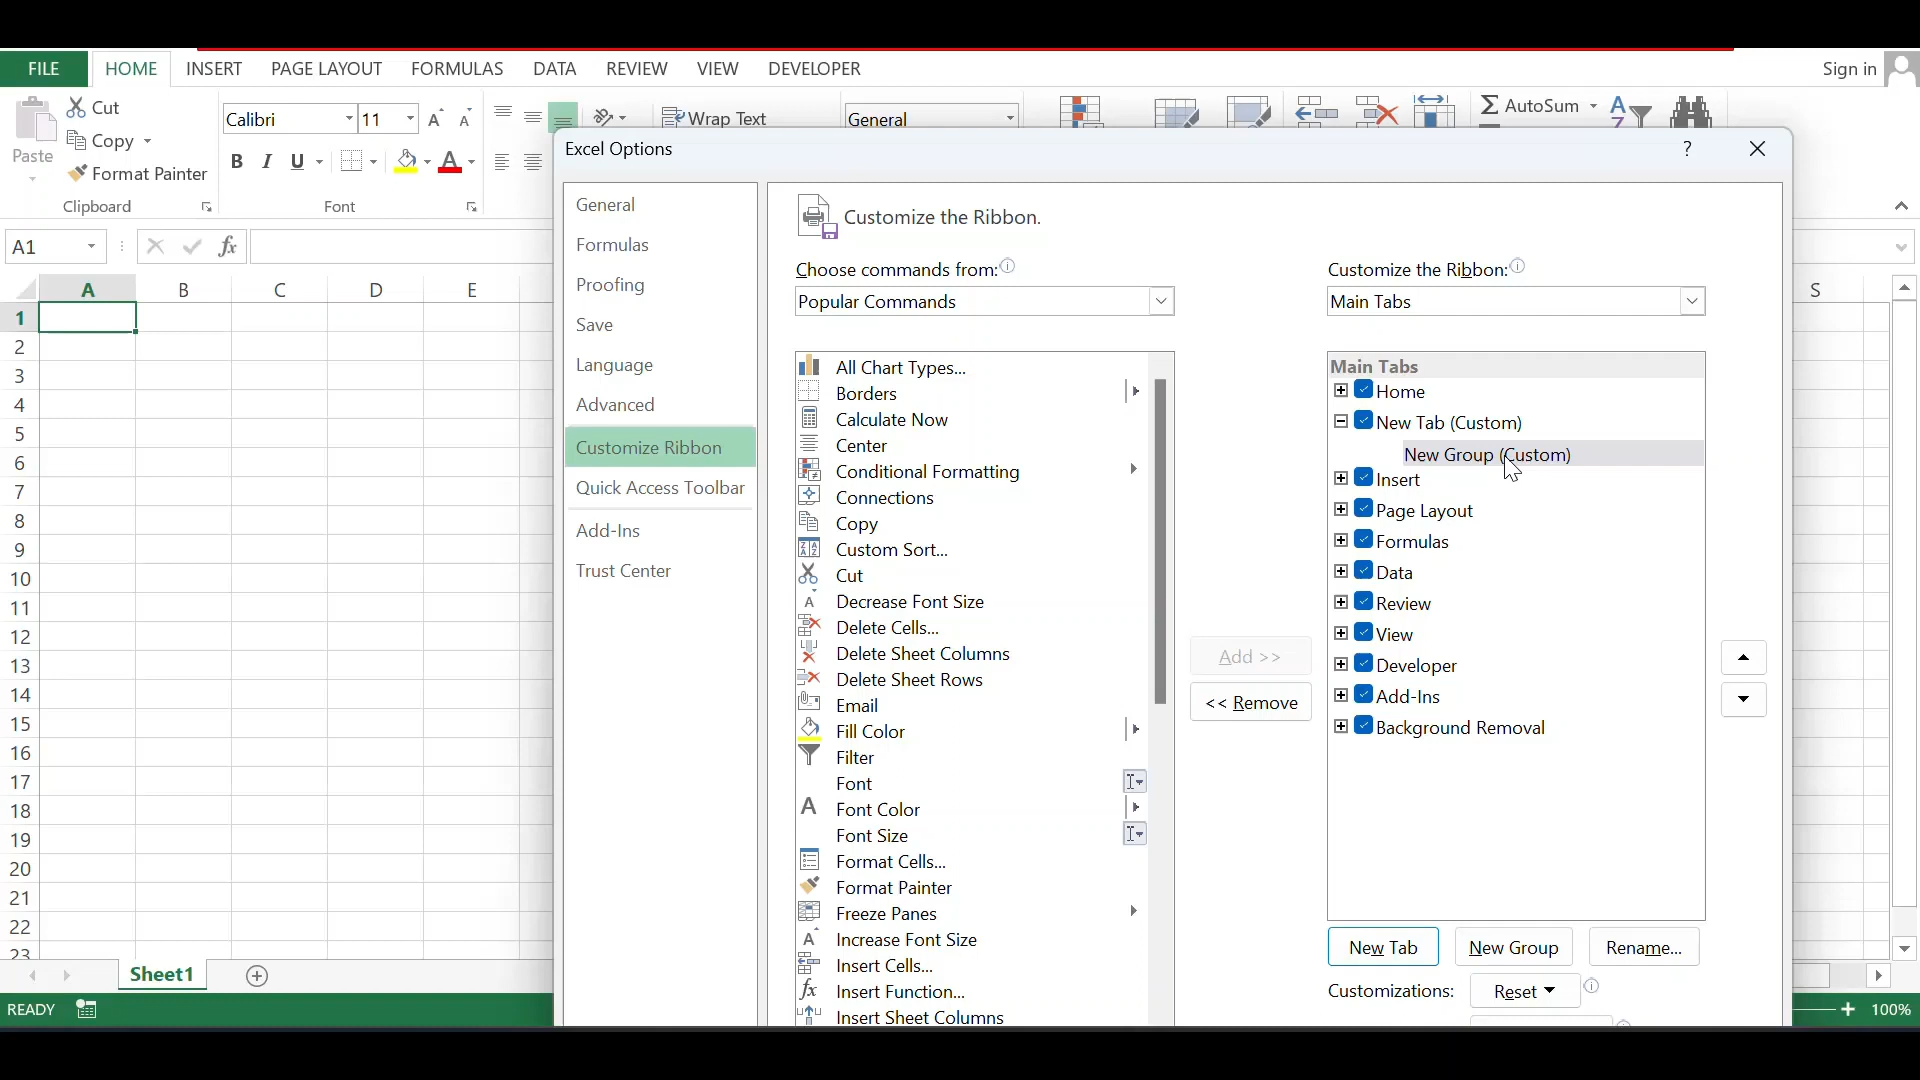 FILE HOME INSERT PAGE LAYOUT FORMULAS DATA REVIEW VIEW DEVELOPER Sign in
Cut
Copy
Format Painter
Paste
Clipboard
Calibri 11
B I U A
Font
Wrap Text
General
AutoSum
A1 fx
A B C D E S
1
2
3
4
5
6
7
8
9
10
11
12
13
14
15
16
17
18
19
20
21
22
23
Sheet1
READY
100%
Excel Options ?
General
Formulas
Proofing
Save
Language
Advanced
Customize Ribbon
Quick Access Toolbar
Add-Ins
Trust Center
Customize the Ribbon.
Choose commands from:
Popular Commands
All Chart Types...
Borders
Calculate Now
Center
Conditional Formatting
Connections
Copy
Custom Sort...
Cut
Decrease Font Size
Delete Cells...
Delete Sheet Columns
Delete Sheet Rows
Email
Fill Color
Filter
Font
Font Color
Font Size
Format Cells...
Format Painter
Freeze Panes
Increase Font Size
Insert Cells...
Insert Function...
Insert Sheet Columns
Add >>
<< Remove
Customize the Ribbon:
Main Tabs
Main Tabs
Home
New Tab (Custom)
New Group (Custom)
Insert
Page Layout
Formulas
Data
Review
View
Developer
Add-Ins
Background Removal
New Tab New Group Rename...
Customizations: Reset